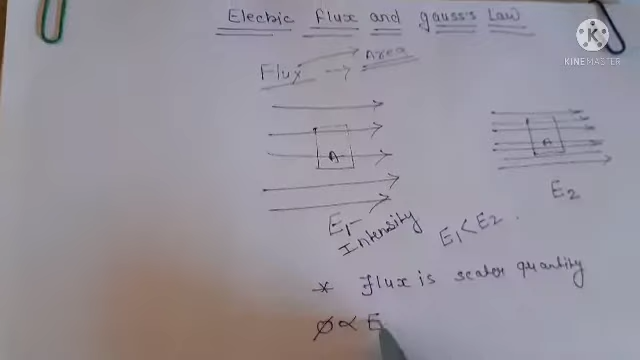 Electric Flux and gauss's Law
Flux → Area
A
A
E1
Intensity
E2
E1 < E2
* Flux is scalar quantity
φ ∝ E
K
KINEMASTER